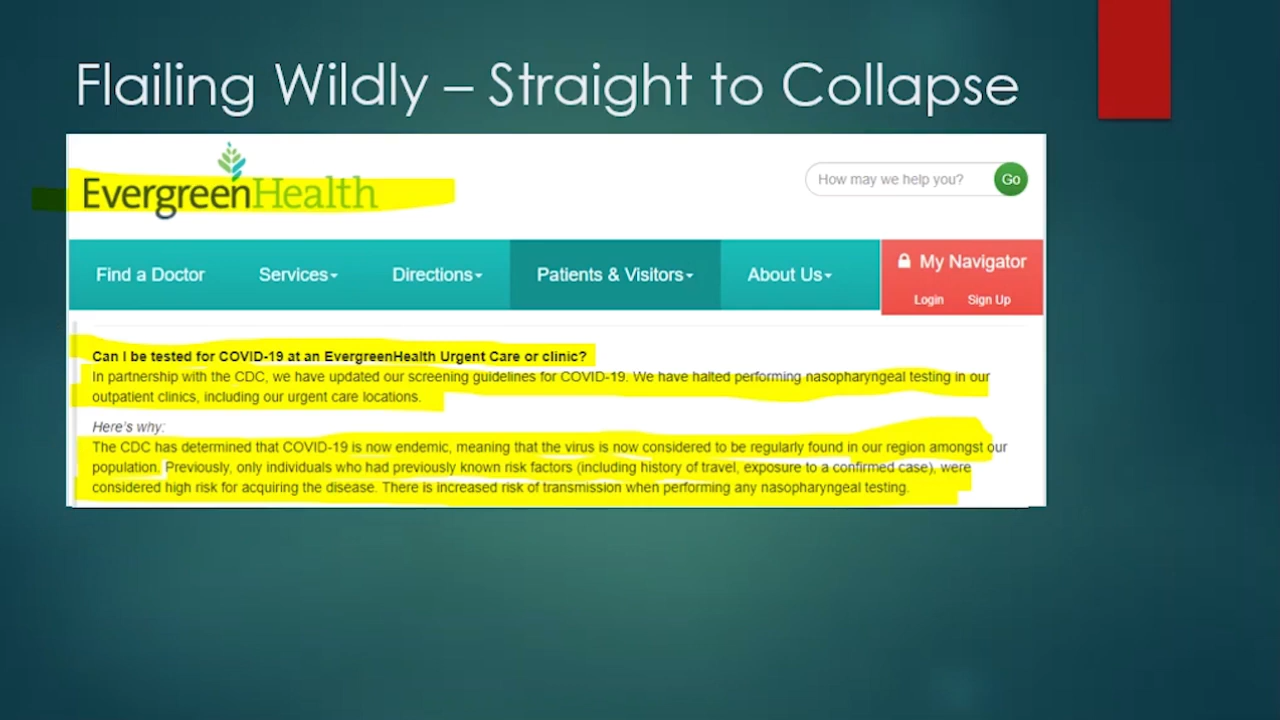 Flailing Wildly – Straight to Collapse
EvergreenHealth
How may we help you?
Go
Find a Doctor
Services
Directions
Patients & Visitors
About Us
My Navigator
Login
Sign Up
Can I be tested for COVID-19 at an EvergreenHealth Urgent Care or clinic?
In partnership with the CDC, we have updated our screening guidelines for COVID-19. We have halted performing nasopharyngeal testing in our
outpatient clinics, including our urgent care locations.
Here's why:
The CDC has determined that COVID-19 is now endemic, meaning that the virus is now considered to be regularly found in our region amongst our
population. Previously, only individuals who had previously known risk factors (including history of travel, exposure to a confirmed case), were
considered high risk for acquiring the disease. There is increased risk of transmission when performing any nasopharyngeal testing.